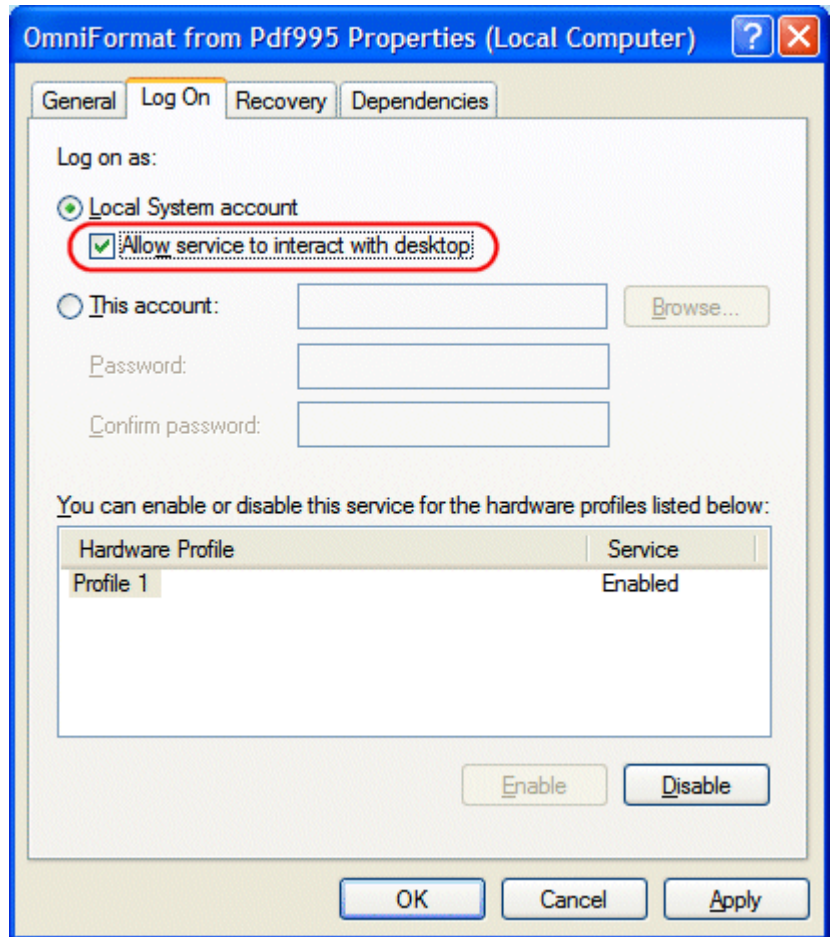 OmniFormat from Pdf995 Properties (Local Computer)
General Log On Recovery Dependencies
Log on as:
Local System account
Allow service to interact with desktop
This account: Browse...
Password:
Confirm password:
You can enable or disable this service for the hardware profiles listed below:
Hardware Profile Service
Profile 1 Enabled
Enable Disable
OK Cancel Apply